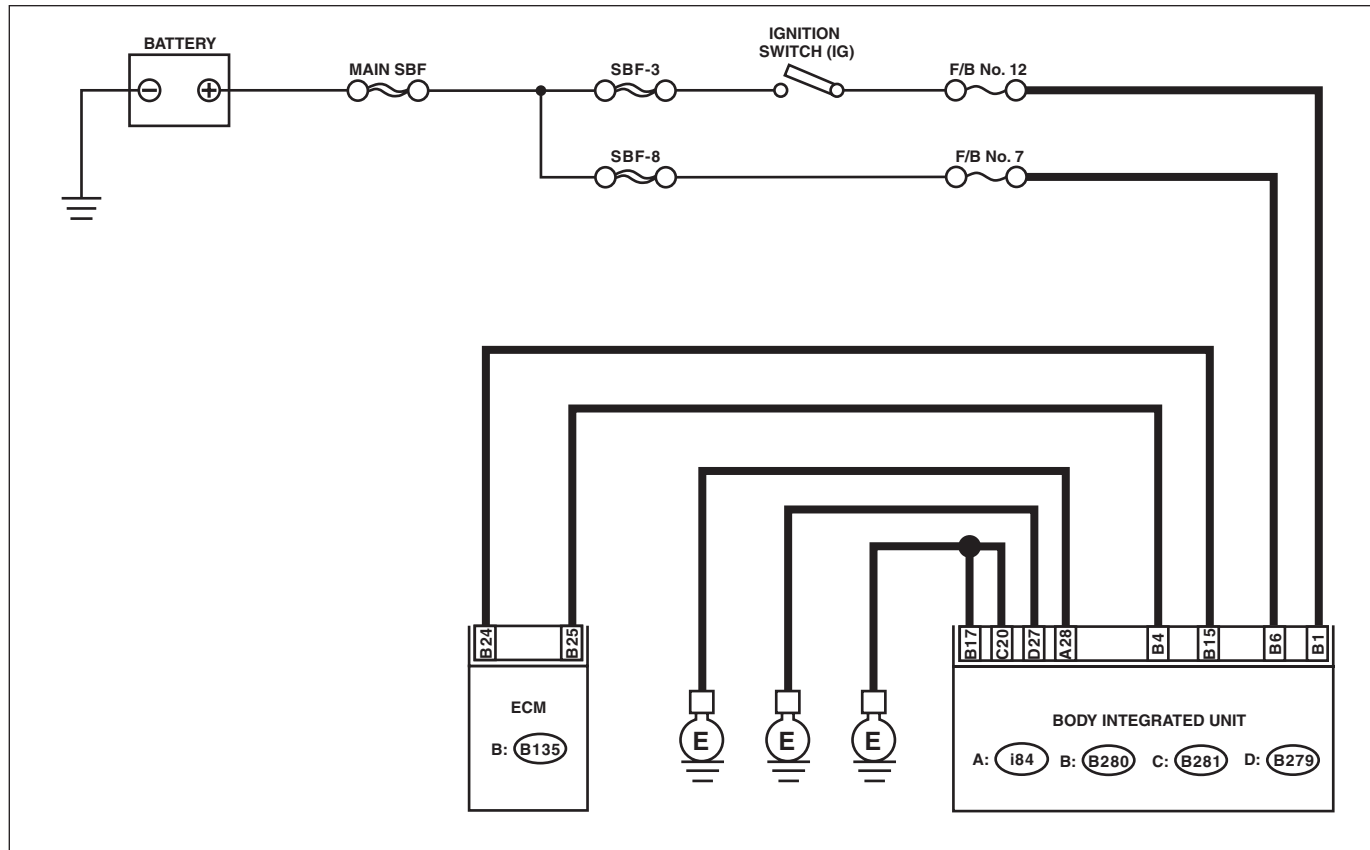 BATTERY
MAIN SBF
SBF-3
IGNITION
SWITCH (IG)
F/B No. 12
SBF-8
F/B No. 7
B24
B25
B17
C20
D27
A28
B4
B15
B6
B1
ECM
B: B135
E
E
E
BODY INTEGRATED UNIT
A: i84 B: B280 C: B281 D: B279